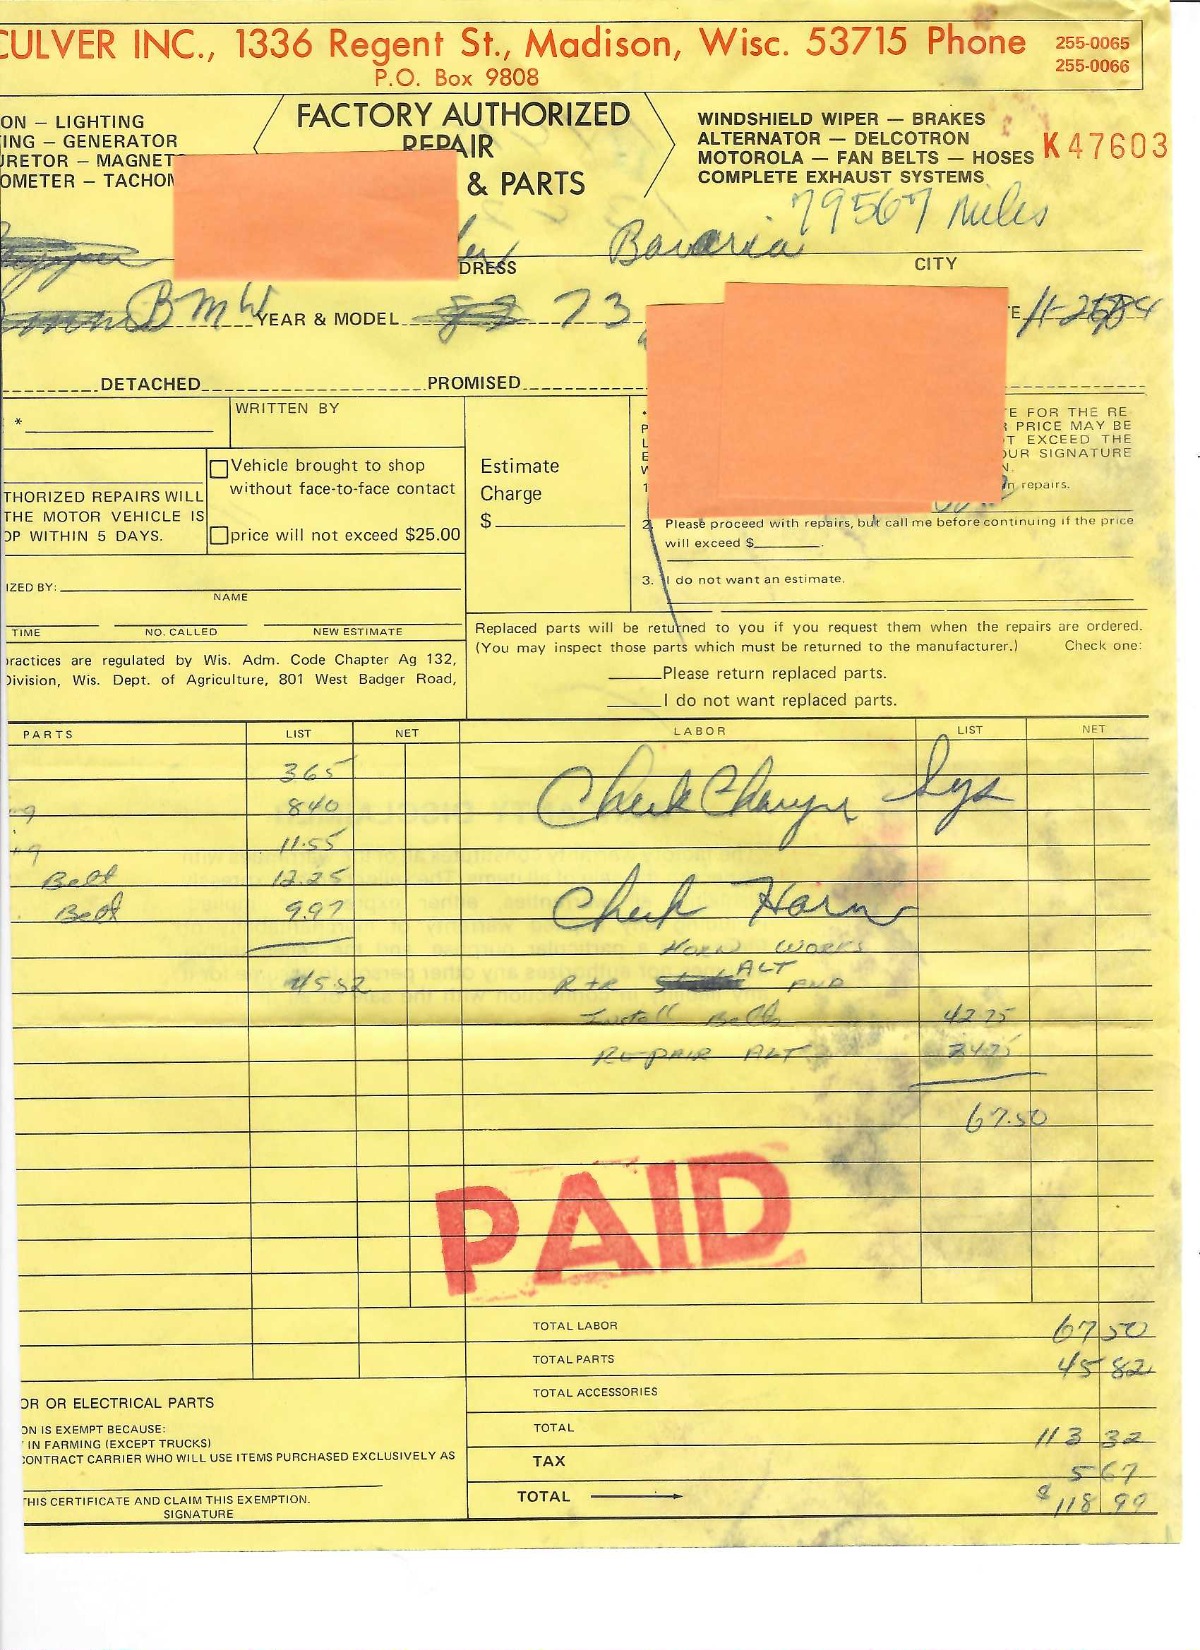 CULVER INC., 1336 Regent St., Madison, Wisc. 53715 Phone 255-0065
255-0066
P.O. Box 9808
ON – LIGHTING
ING – GENERATOR
URETOR – MAGNET
OMETER – TACHOM
FACTORY AUTHORIZED
REPAIR
& PARTS
WINDSHIELD WIPER — BRAKES
ALTERNATOR — DELCOTRON
MOTOROLA — FAN BELTS — HOSES
COMPLETE EXHAUST SYSTEMS
K47603
79567 Miles
Bavaria
DRESS
CITY
BMW YEAR & MODEL 73
DETACHED PROMISED
*
WRITTEN BY
Vehicle brought to shop
without face-to-face contact
price will not exceed $25.00
THORIZED REPAIRS WILL
THE MOTOR VEHICLE IS
OP WITHIN 5 DAYS.
Estimate
Charge
$
E FOR THE RE-
PRICE MAY BE
T EXCEED THE
OUR SIGNATURE
N.
n repairs.
2. Please proceed with repairs, but call me before continuing if the price
will exceed $ .
3. I do not want an estimate.
IZED BY:
NAME
TIME NO. CALLED NEW ESTIMATE
ractices are regulated by Wis. Adm. Code Chapter Ag 132,
Division, Wis. Dept. of Agriculture, 801 West Badger Road,
Replaced parts will be returned to you if you request them when the repairs are ordered.
(You may inspect those parts which must be returned to the manufacturer.) Check one:
Please return replaced parts.
I do not want replaced parts.
PARTS LIST NET LABOR LIST NET
3.65
8.40
Check Charging Sys
11.55
Belt 12.25
Belt 9.97
Check Horn
HORN WORKS
45.82
R+R ALT AND
Install Belts 42.75
REPAIR ALT 24.75
67.50
PAID
TOTAL LABOR 67 50
TOTAL PARTS 45 82
TOTAL ACCESSORIES
TOTAL 113 32
TAX 5 67
TOTAL $118 99
OR OR ELECTRICAL PARTS
ON IS EXEMPT BECAUSE:
IN FARMING (EXCEPT TRUCKS)
CONTRACT CARRIER WHO WILL USE ITEMS PURCHASED EXCLUSIVELY AS
THIS CERTIFICATE AND CLAIM THIS EXEMPTION.
SIGNATURE